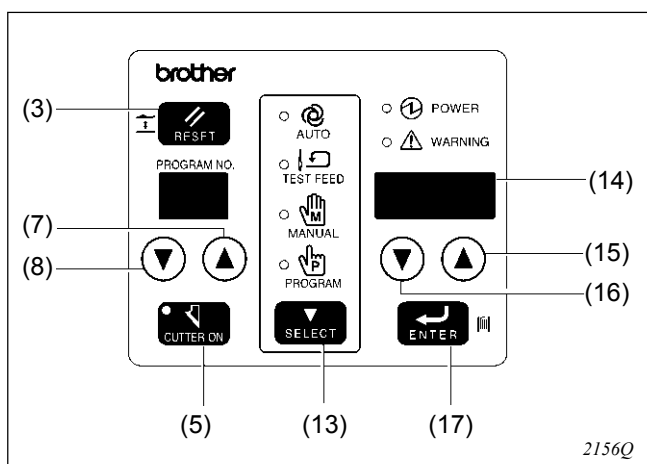 brother
(3)
RESET
AUTO
POWER
WARNING
PROGRAM NO.
TEST FEED
(14)
(7)
M
MANUAL
(8)
(15)
(16)
P
PROGRAM
CUTTER ON
SELECT
ENTER
(5)
(13)
(17)
2156Q